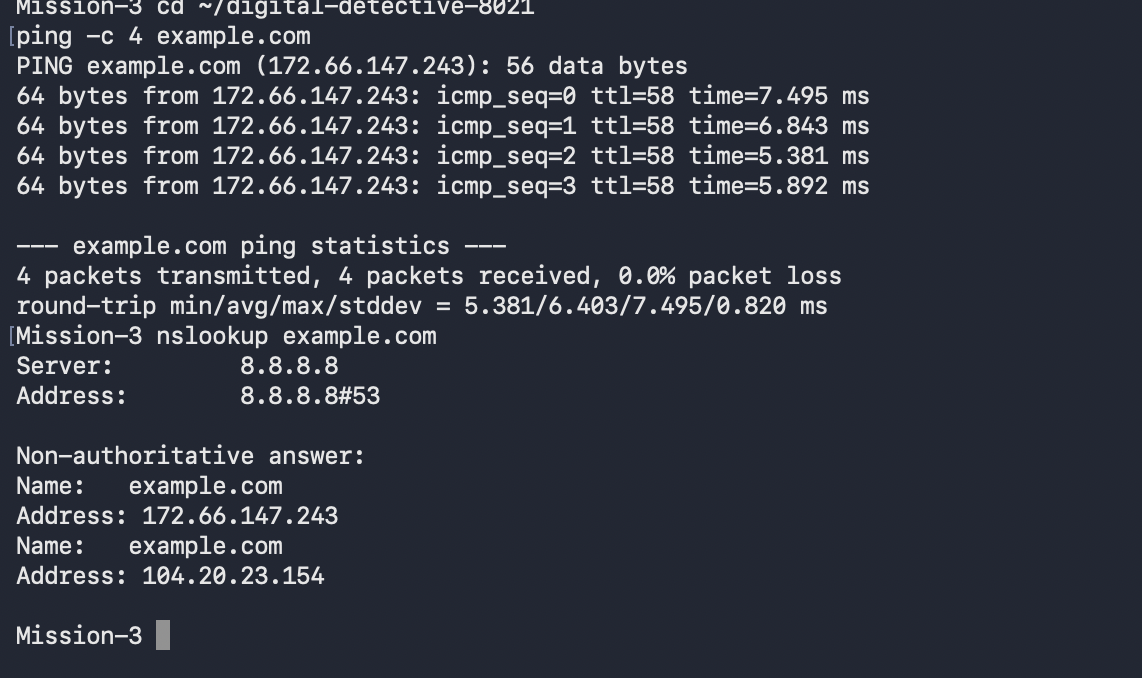 Mission-3 cd ~/digital-detective-8021
[ping -c 4 example.com
PING example.com (172.66.147.243): 56 data bytes
64 bytes from 172.66.147.243: icmp_seq=0 ttl=58 time=7.495 ms
64 bytes from 172.66.147.243: icmp_seq=1 ttl=58 time=6.843 ms
64 bytes from 172.66.147.243: icmp_seq=2 ttl=58 time=5.381 ms
64 bytes from 172.66.147.243: icmp_seq=3 ttl=58 time=5.892 ms
--- example.com ping statistics ---
4 packets transmitted, 4 packets received, 0.0% packet loss
round-trip min/avg/max/stddev = 5.381/6.403/7.495/0.820 ms
[Mission-3 nslookup example.com
Server: 8.8.8.8
Address: 8.8.8.8#53
Non-authoritative answer:
Name: example.com
Address: 172.66.147.243
Name: example.com
Address: 104.20.23.154
Mission-3